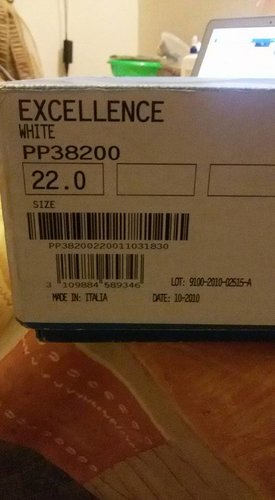 EXCELLENCE
WHITE
PP38200
22.0
SIZE
PP38200220011031830
3 109884 589346
LOT: 9100-2010-02515-A
MADE IN: ITALIA DATE: 10-2010